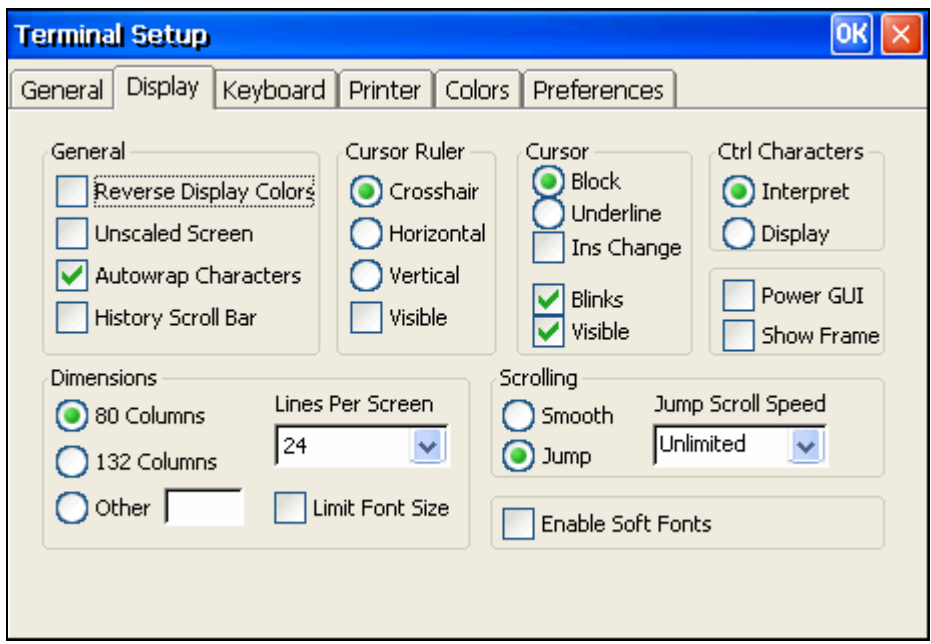 Terminal Setup OK
General Display Keyboard Printer Colors Preferences
General
Reverse Display Colors
Unscaled Screen
Autowrap Characters
History Scroll Bar
Cursor Ruler
Crosshair
Horizontal
Vertical
Visible
Cursor
Block
Underline
Ins Change
Blinks
Visible
Ctrl Characters
Interpret
Display
Power GUI
Show Frame
Dimensions
80 Columns
132 Columns
Other
Lines Per Screen
24
Limit Font Size
Scrolling
Smooth
Jump
Jump Scroll Speed
Unlimited
Enable Soft Fonts